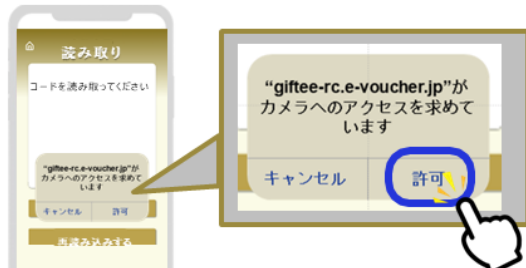 読み取り
コードを読み取ってください
"giftee-rc.e-voucher.jp"が
カメラへのアクセスを求めて
います
キャンセル 許可
再読み込みする
"giftee-rc.e-voucher.jp"が
カメラへのアクセスを求めて
います
キャンセル 許可